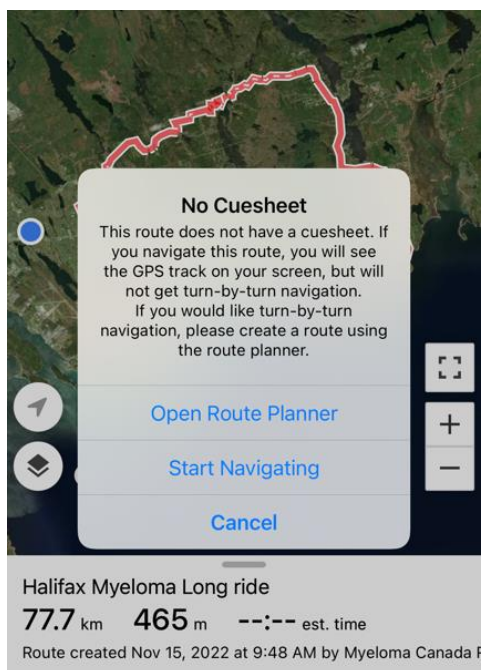 No Cuesheet
This route does not have a cuesheet. If
you navigate this route, you will see
the GPS track on your screen, but will
not get turn-by-turn navigation.
If you would like turn-by-turn
navigation, please create a route using
the route planner.
Open Route Planner
Start Navigating
Cancel
Halifax Myeloma Long ride
77.7 km 465 m --:-- est. time
Route created Nov 15, 2022 at 9:48 AM by Myeloma Canada